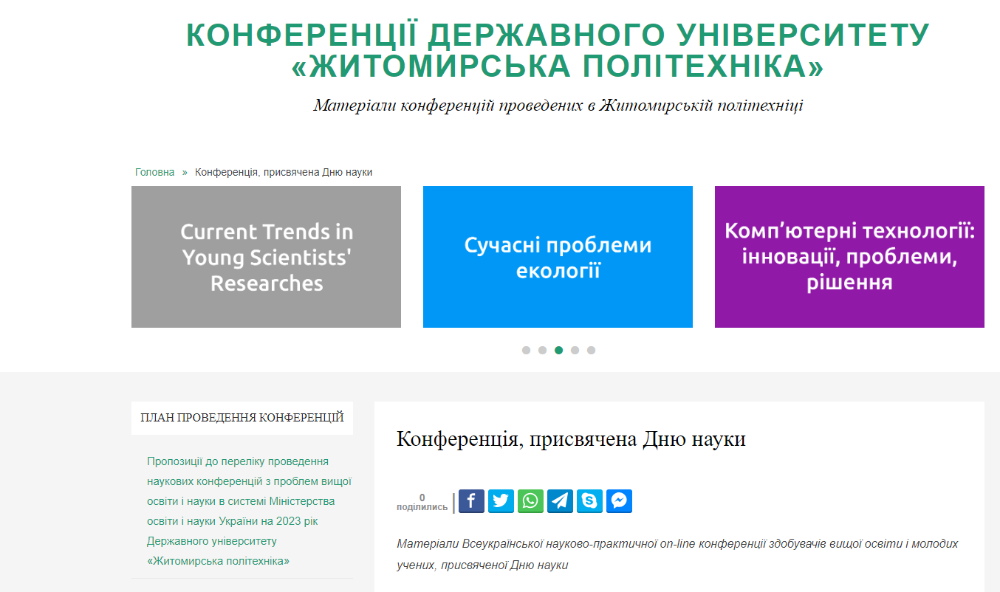 КОНФЕРЕНЦІЇ ДЕРЖАВНОГО УНІВЕРСИТЕТУ
«ЖИТОМИРСЬКА ПОЛІТЕХНІКА»
Матеріали конференцій проведених в Житомирській політехніці
Головна » Конференція, присвячена Дню науки
Current Trends in
Young Scientists'
Researches
Сучасні проблеми
екології
Комп’ютерні технології:
інновації, проблеми,
рішення
ПЛАН ПРОВЕДЕННЯ КОНФЕРЕНЦІЙ
Пропозиції до переліку проведення
наукових конференцій з проблем вищої
освіти і науки в системі Міністерства
освіти і науки України на 2023 рік
Державного університету
«Житомирська політехніка»
Конференція, присвячена Дню науки
0
поділились
Матеріали Всеукраїнської науково-практичної on-line конференції здобувачів вищої освіти і молодих
учених, присвяченої Дню науки